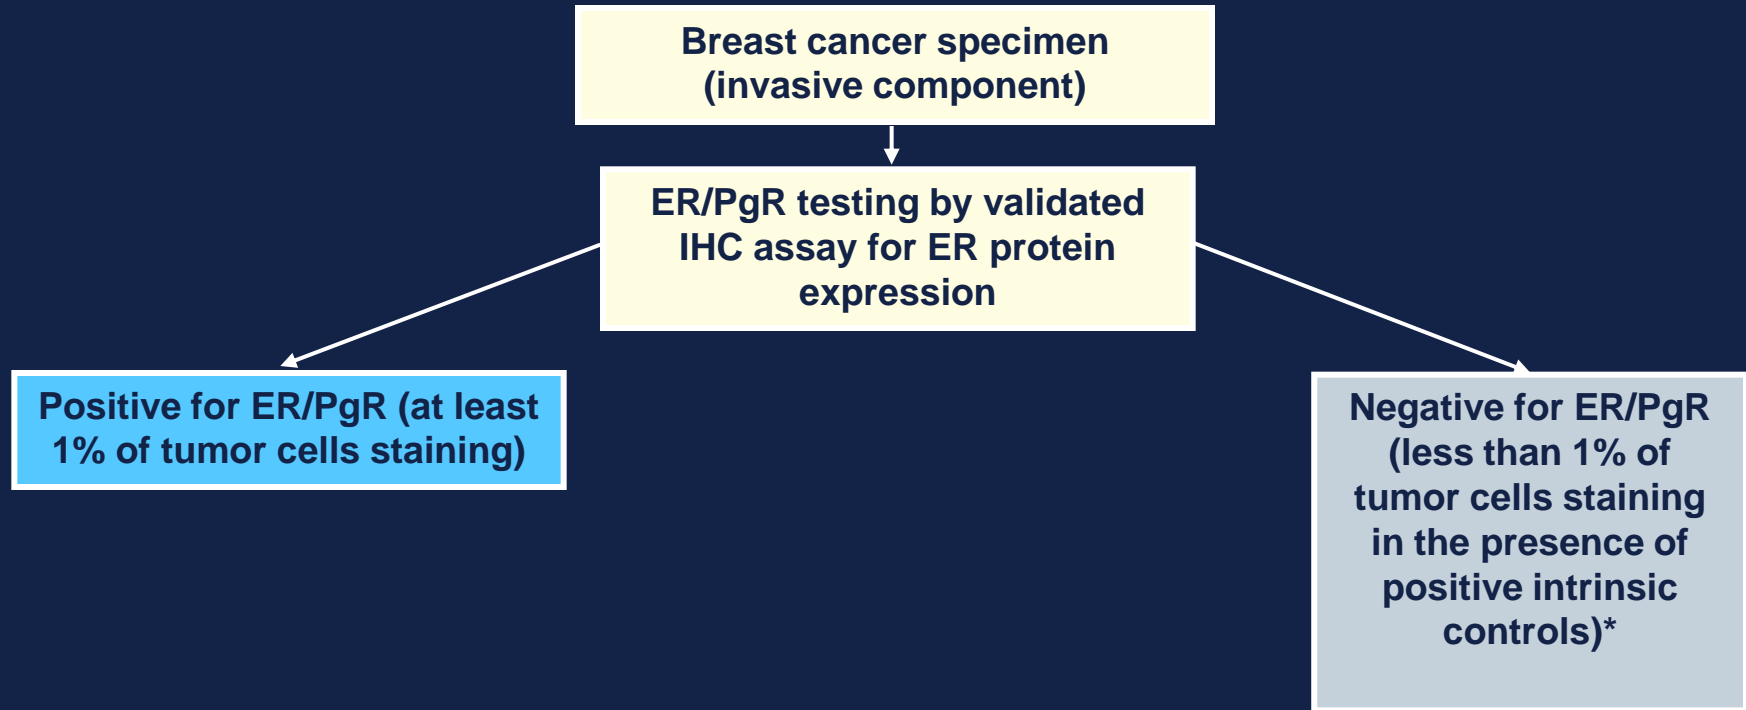 Breast cancer specimen
(invasive component)
ER/PgR testing by validated
IHC assay for ER protein
expression
Positive for ER/PgR (at least
1% of tumor cells staining)
Negative for ER/PgR
(less than 1% of
tumor cells staining
in the presence of
positive intrinsic
controls)*